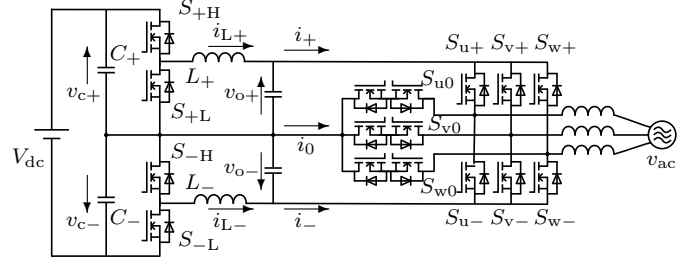 S+H
iL+
i+
Su+
Sv+
Sw+
C+
L+
Su0
vc+
S+L
vo+
Sv0
Vdc
S−H
i0
vo−
vac
L−
Sw0
vc−
C−
iL−
i−
Su−
Sv−
Sw−
S−L